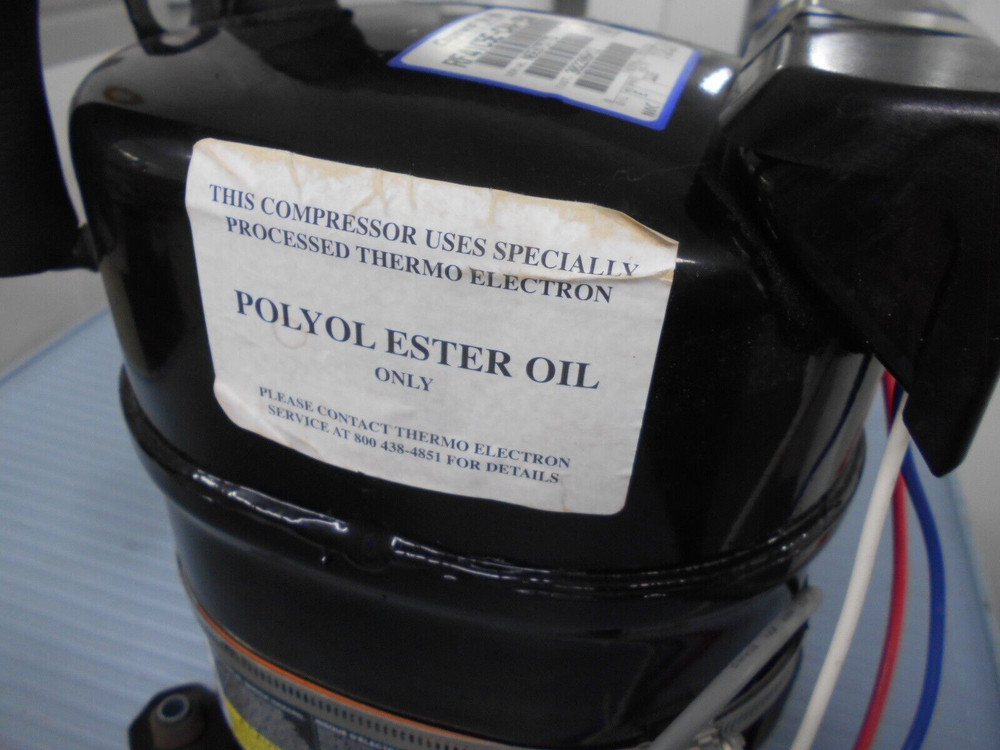 THIS COMPRESSOR USES SPECIALLY
PROCESSED THERMO ELECTRON
POLYOL ESTER OIL
ONLY
PLEASE CONTACT THERMO ELECTRON
SERVICE AT 800 438-4851 FOR DETAILS